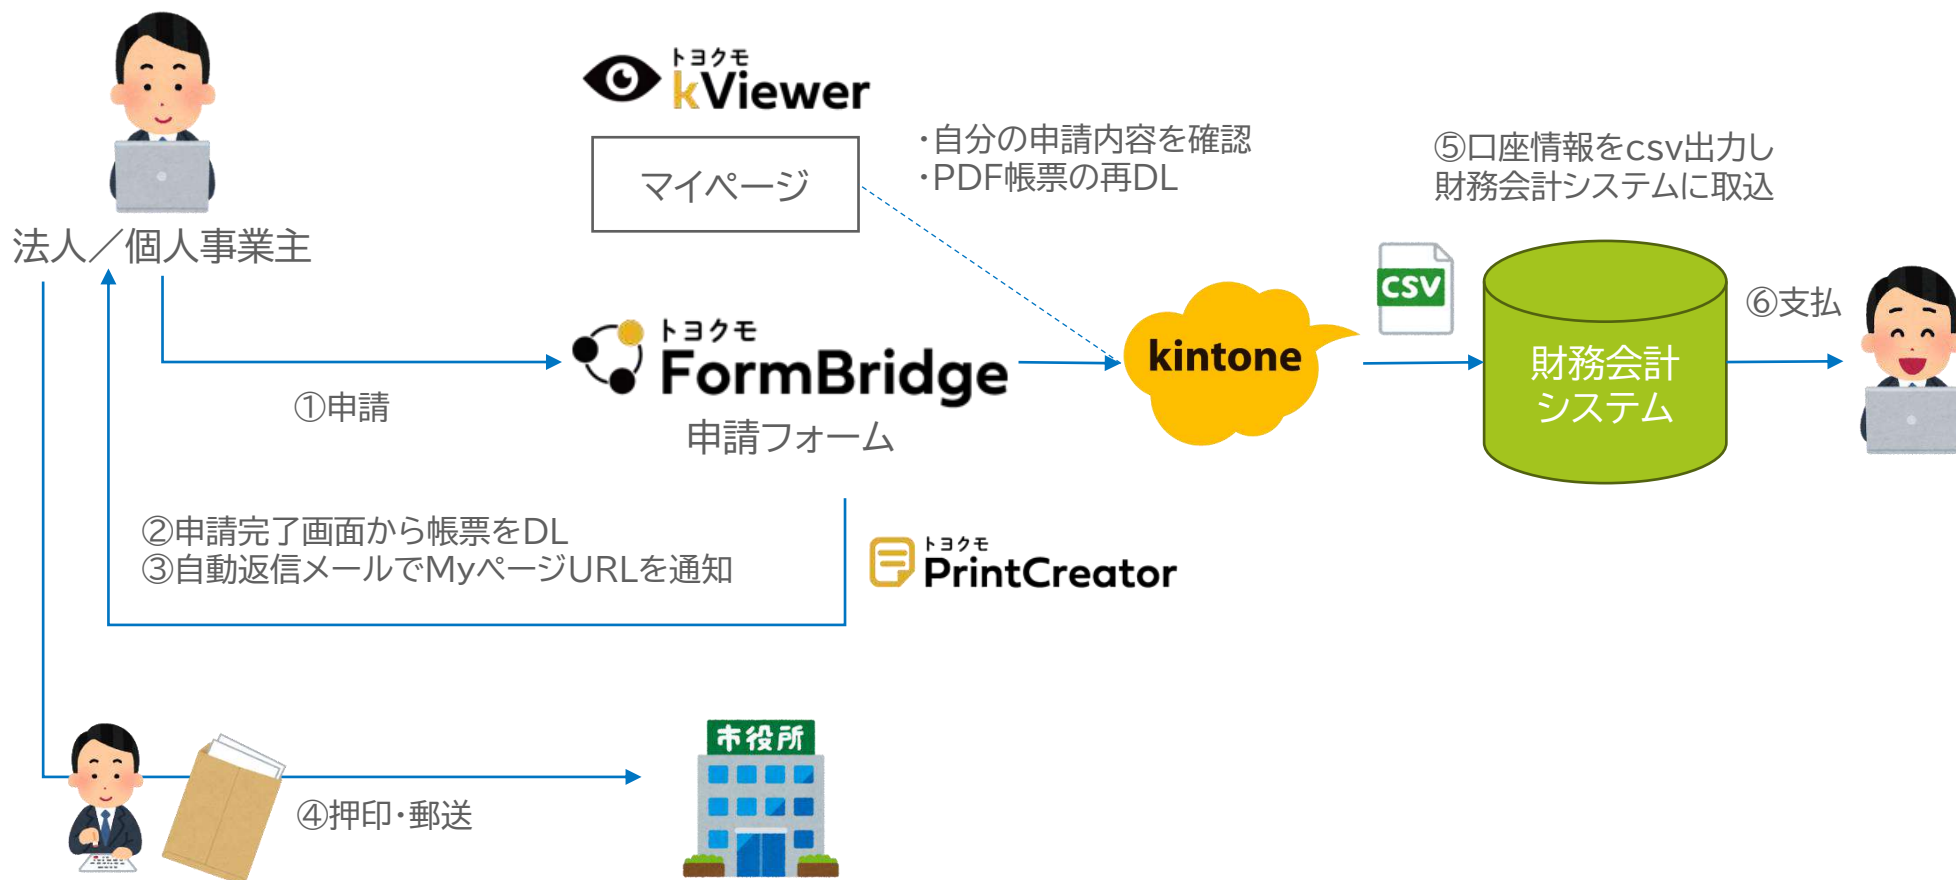 トヨクモ
kViewer
マイページ
・自分の申請内容を確認
・PDF帳票の再DL
⑤口座情報をcsv出力し
財務会計システムに取込
法人／個人事業主
CSV
⑥支払
トヨクモ
FormBridge
申請フォーム
kintone
財務会計
システム
①申請
②申請完了画面から帳票をDL
③自動返信メールでMyページURLを通知
トヨクモ
PrintCreator
市役所
④押印・郵送